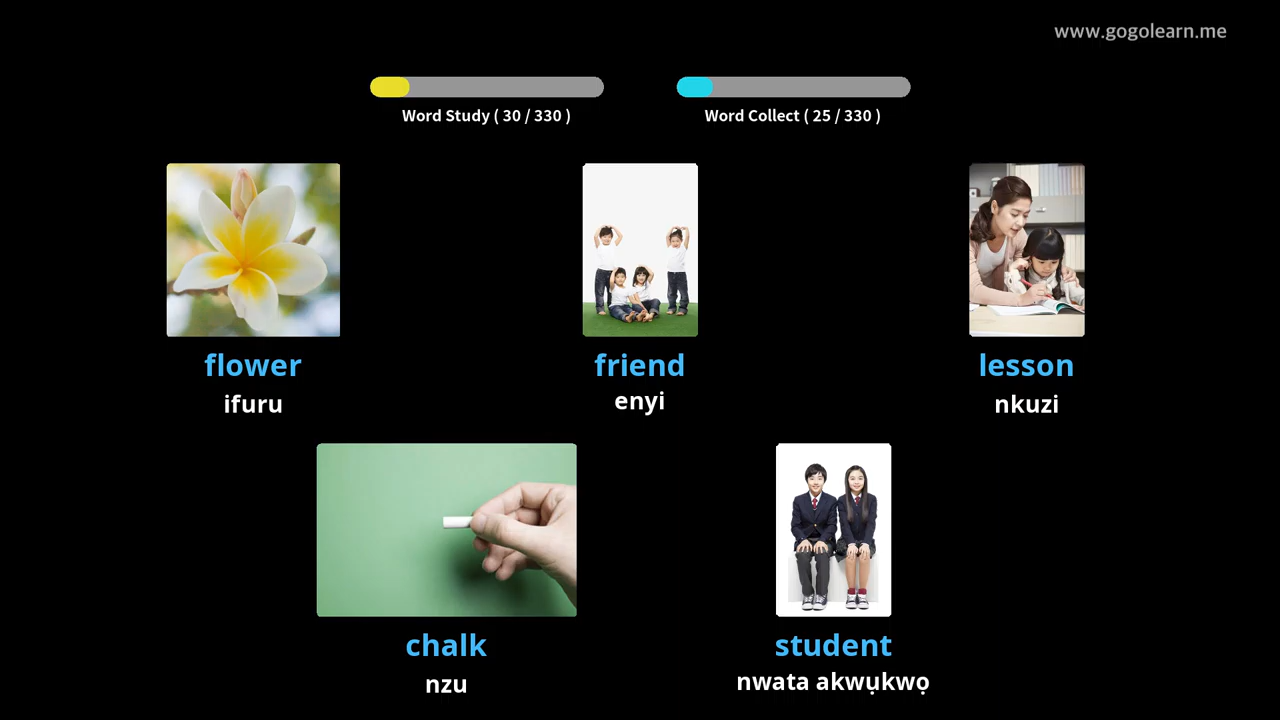 www.gogolearn.me
Word Study ( 30 / 330 )
Word Collect ( 25 / 330 )
flower
ifuru
friend
enyi
lesson
nkuzi
chalk
nzu
student
nwata akwụkwọ